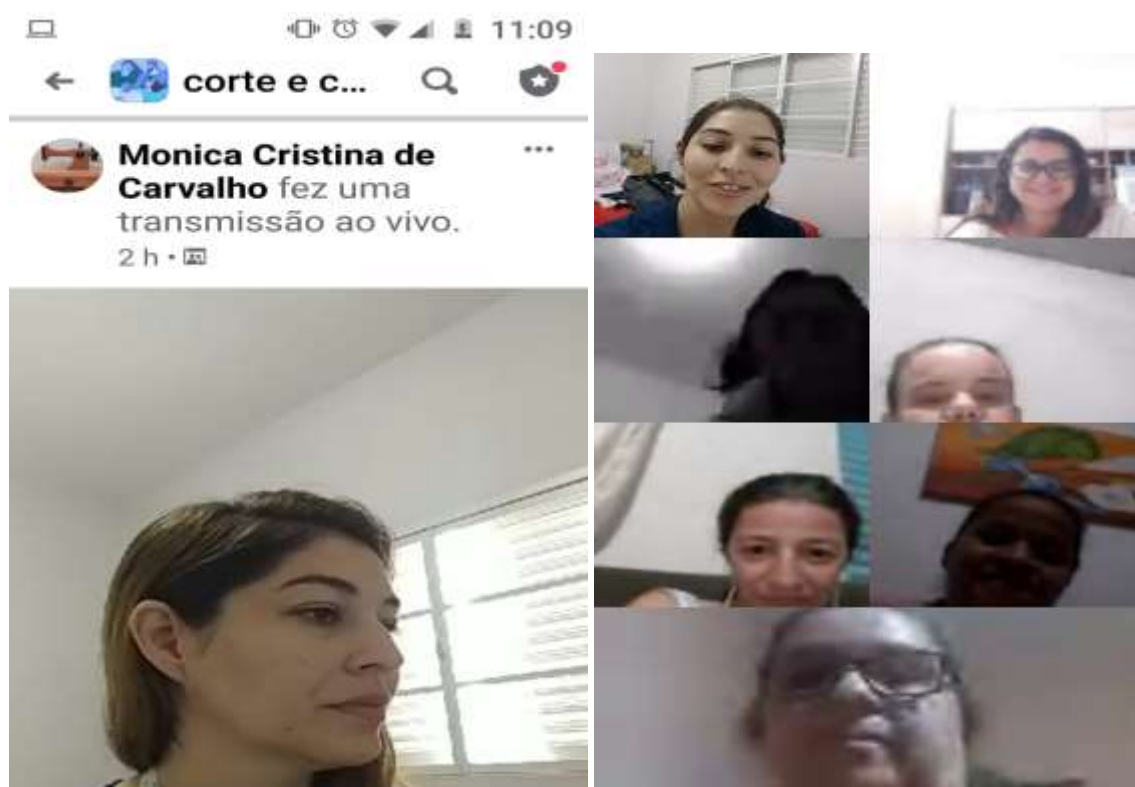 11:09
corte e c...
Monica Cristina de
Carvalho fez uma
transmissão ao vivo.
2 h